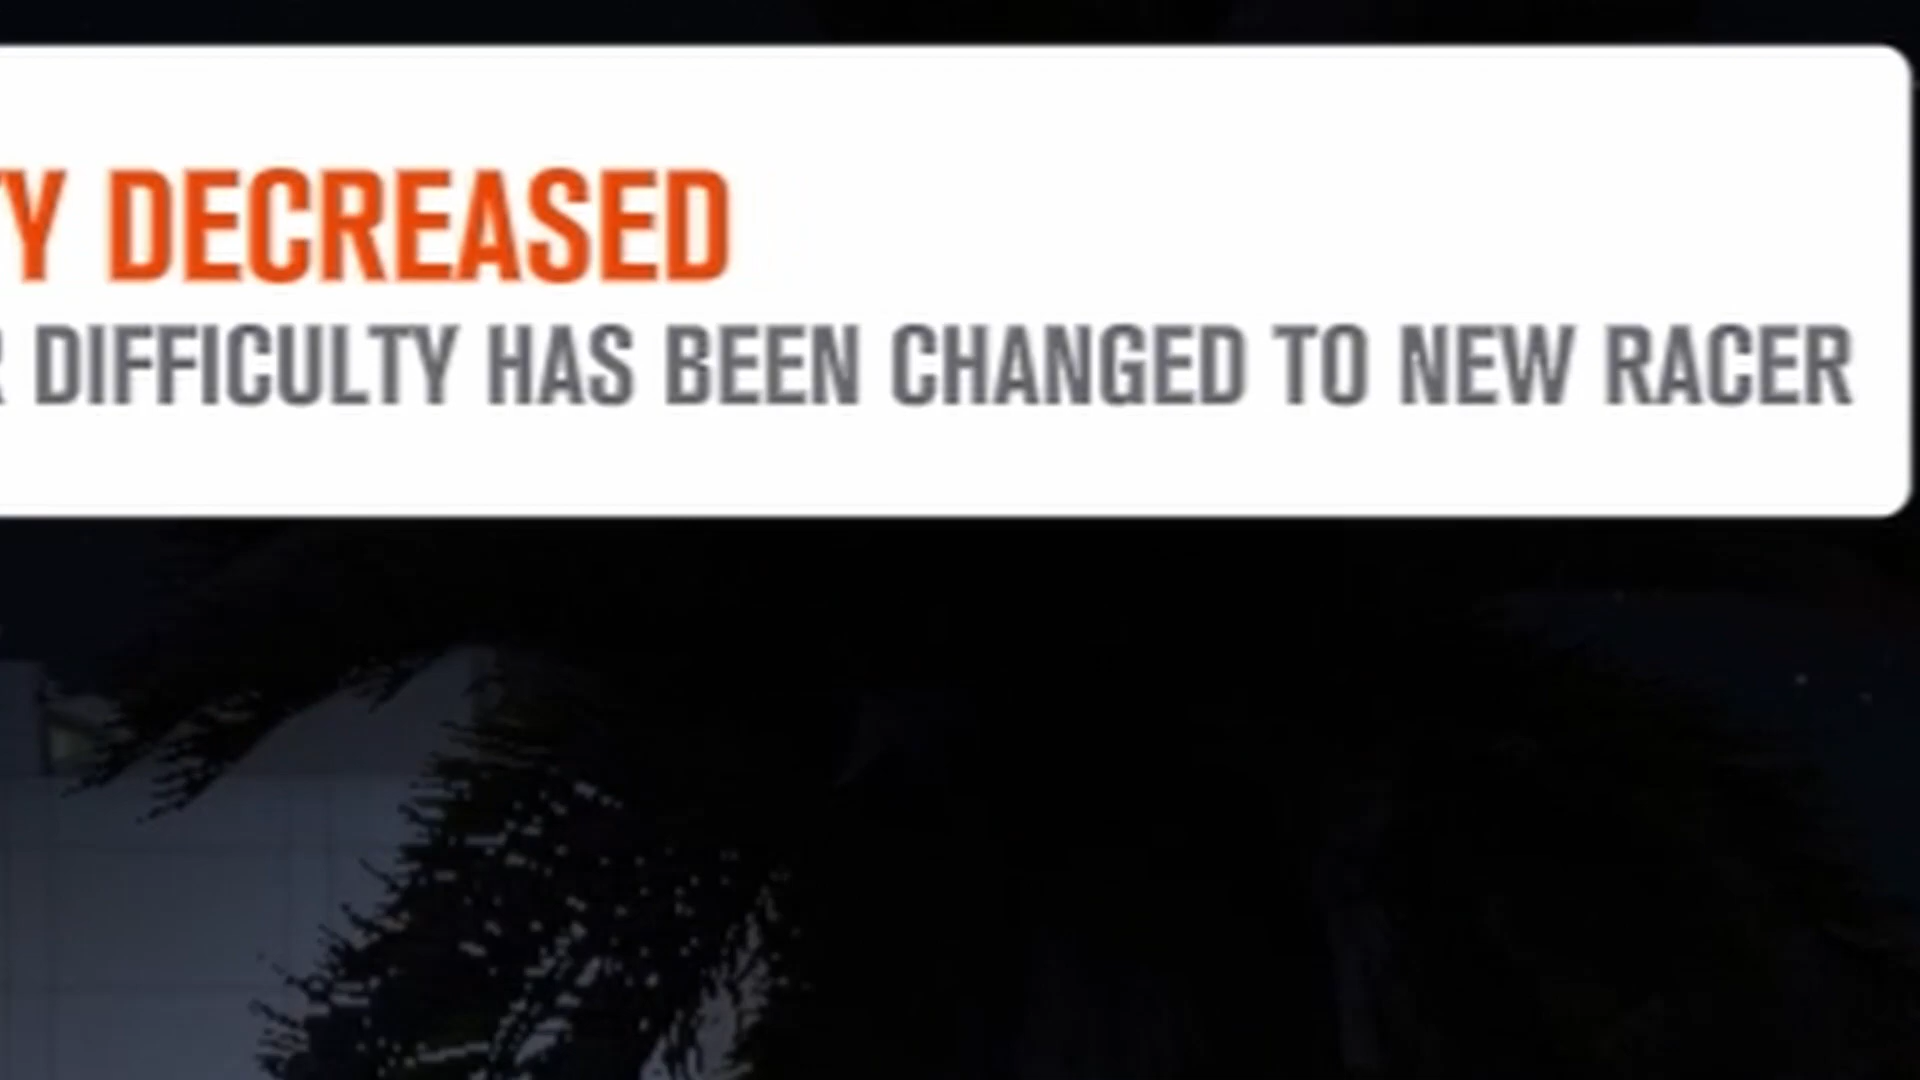 Y DECREASED
DIFFICULTY HAS BEEN CHANGED TO NEW RACER